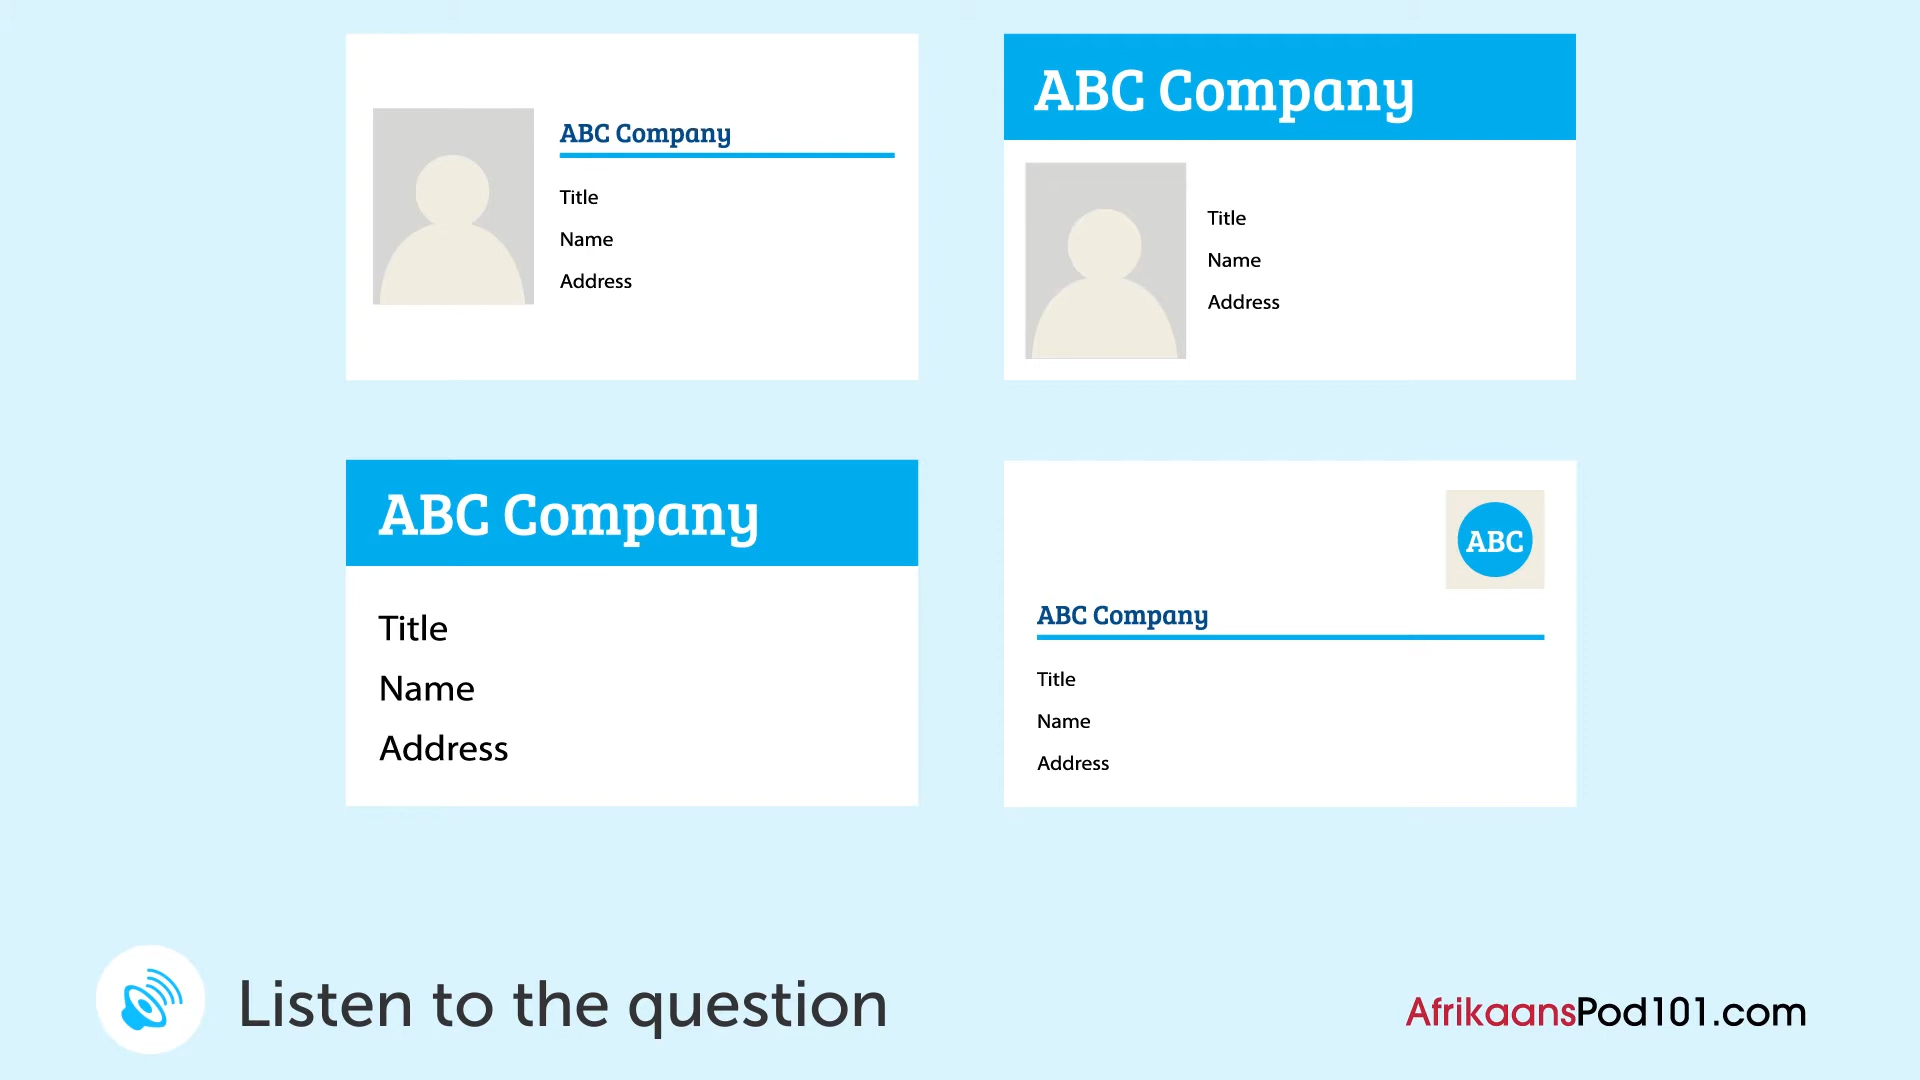 ABC Company
Title
Name
Address
ABC Company
Title
Name
Address
ABC Company
Title
Name
Address
ABC
ABC Company
Title
Name
Address
Listen to the question
AfrikaansPod101.com